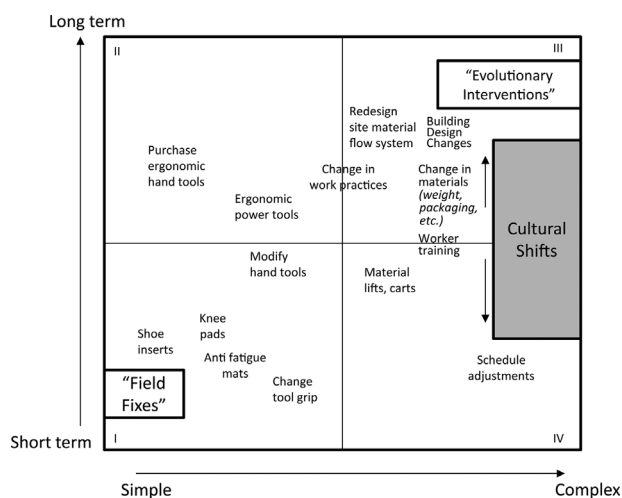 Long term
II
III
“Evolutionary
Interventions”
Redesign
site material
flow system
Building
Design
Changes
Purchase
ergonomic
hand tools
Change in
work practices
Change in
materials
(weight,
packaging,
etc.)
Ergonomic
power tools
Cultural
Shifts
Worker
training
Modify
hand tools
Material
lifts, carts
Knee
pads
Shoe
inserts
Anti fatigue
mats
Schedule
adjustments
“Field
Fixes”
Change
tool grip
Short term
I
IV
Simple
Complex